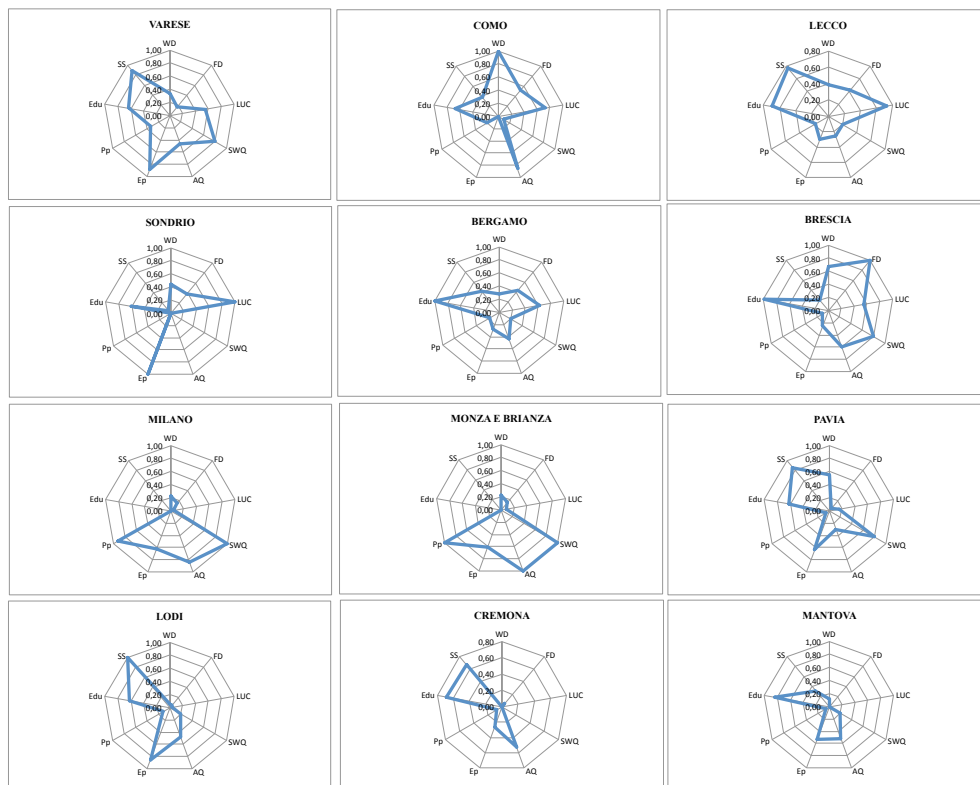 VARESE
WD
1,00
SS 0,80 FD
0,60
0,40
Edu 0,20 LUC
0,00
Pp SWQ
Ep AQ
COMO
WD
1,00
SS 0,80 FD
0,60
0,40
Edu 0,20 LUC
0,00
Pp SWQ
Ep AQ
LECCO
WD
0,80
SS FD
0,60
0,40
Edu 0,20 LUC
0,00
Pp SWQ
Ep AQ
SONDRIO
WD
1,00
SS 0,80 FD
0,60
0,40
Edu 0,20 LUC
0,00
Pp SWQ
Ep AQ
BERGAMO
WD
1,00
SS 0,80 FD
0,60
0,40
Edu 0,20 LUC
0,00
Pp SWQ
Ep AQ
BRESCIA
WD
1,00
SS 0,80 FD
0,60
0,40
Edu 0,20 LUC
0,00
Pp SWQ
Ep AQ
MILANO
WD
1,00
SS 0,80 FD
0,60
0,40
Edu 0,20 LUC
0,00
Pp SWQ
Ep AQ
MONZA E BRIANZA
WD
1,00
SS 0,80 FD
0,60
0,40
Edu 0,20 LUC
0,00
Pp SWQ
Ep AQ
PAVIA
WD
1,00
SS 0,80 FD
0,60
0,40
Edu 0,20 LUC
0,00
Pp SWQ
Ep AQ
LODI
WD
1,00
SS 0,80 FD
0,60
0,40
Edu 0,20 LUC
0,00
Pp SWQ
Ep AQ
CREMONA
WD
0,80
SS FD
0,60
0,40
Edu 0,20 LUC
0,00
Pp SWQ
Ep AQ
MANTOVA
WD
1,00
SS 0,80 FD
0,60
0,40
Edu 0,20 LUC
0,00
Pp SWQ
Ep AQ